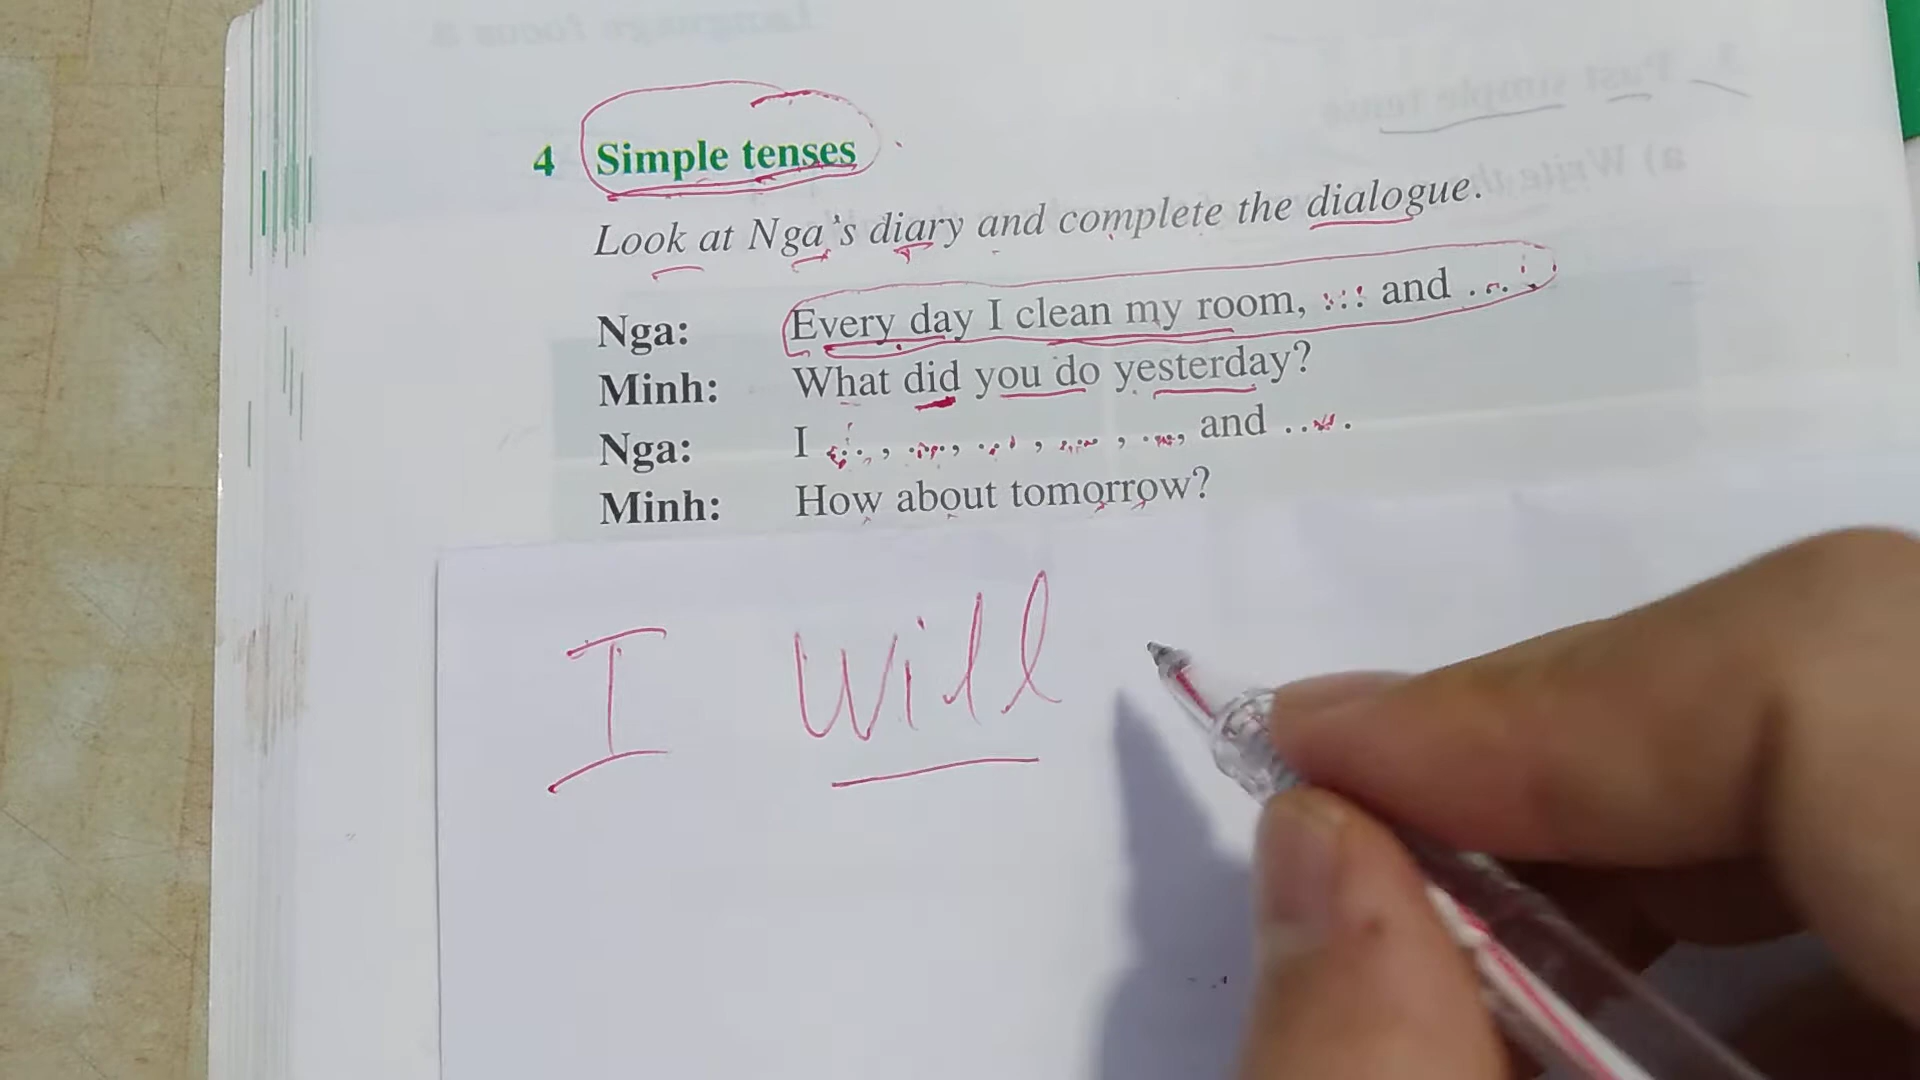 4 Simple tenses
Look at Nga's diary and complete the dialogue.
Nga: Every day I clean my room, ... and ... .
Minh: What did you do yesterday?
Nga: I ... , ... , ... , ... , ... , and ... .
Minh: How about tomorrow?
I Will